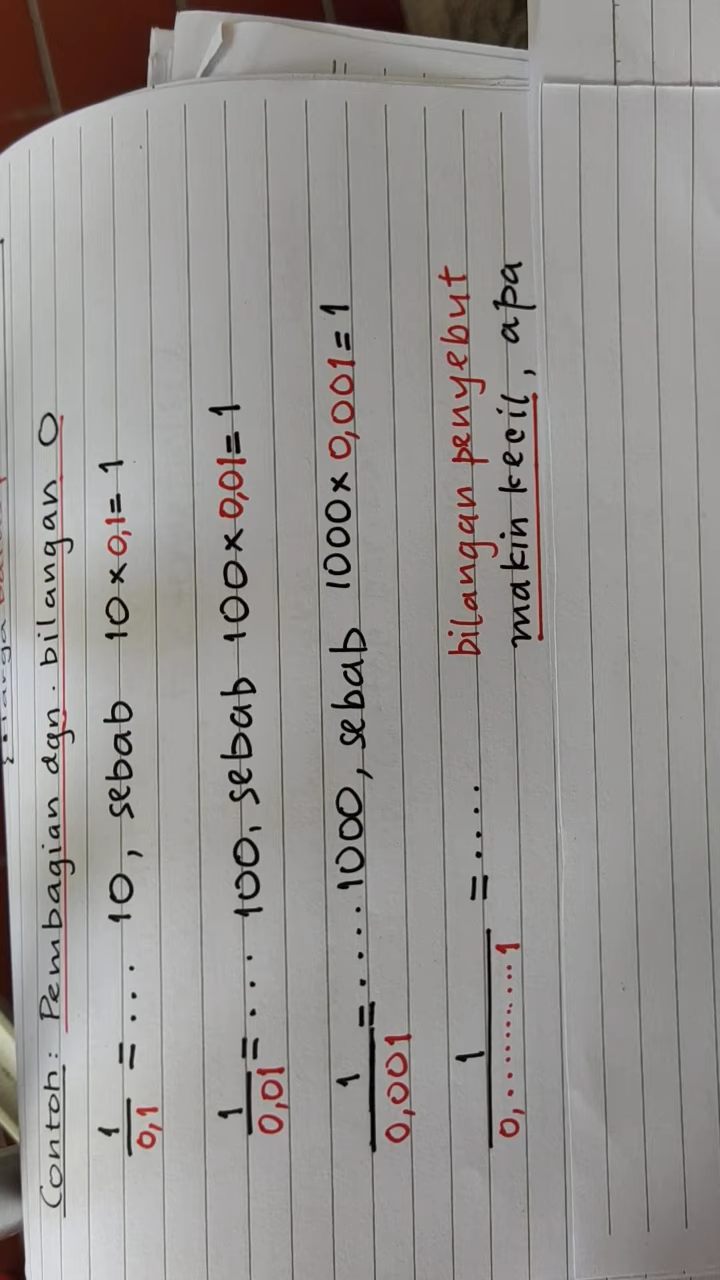 Contoh: Pembagian dgn. bilangan 0
1/0,1 = .... 10, sebab 10 x 0,1 = 1
1/0,01 = ... 100, sebab 100 x 0,01 = 1
1/0,001 = ..... 1000, sebab 1000 x 0,001 = 1
1/0,..........1 = .... bilangan penyebut
makin kecil, apa